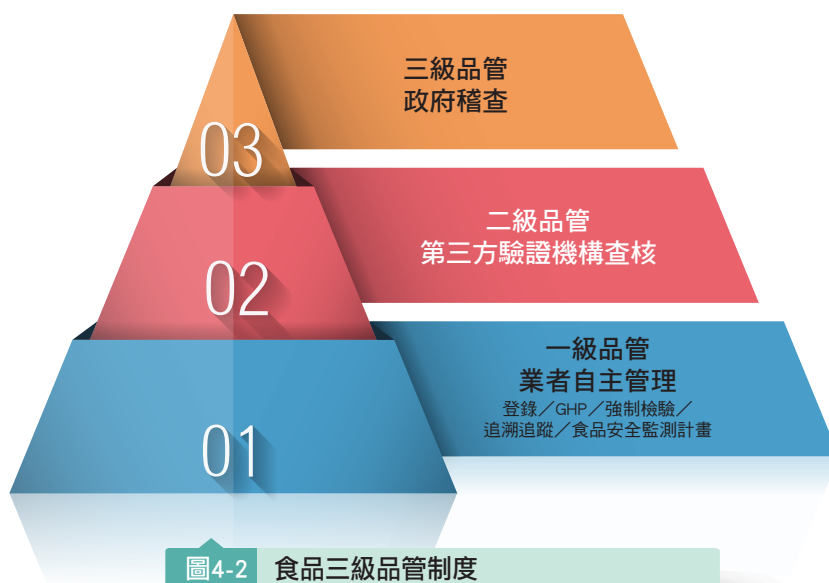 03
三級品管
政府稽查
02
二級品管
第三方驗證機構查核
01
一級品管
業者自主管理
登錄／GHP／強制檢驗／
追溯追蹤／食品安全監測計畫
圖4-2 食品三級品管制度